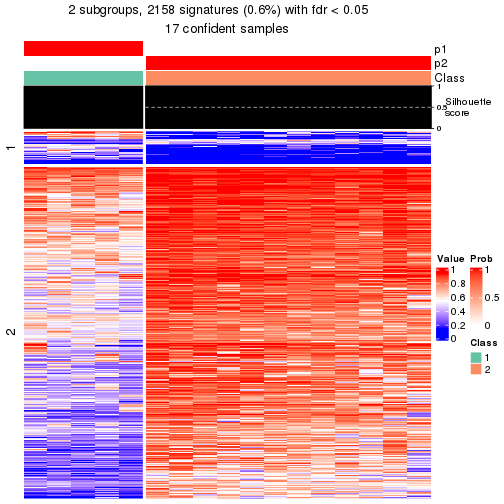 2 subgroups, 2158 signatures (0.6%) with fdr < 0.05
17 confident samples
p1
p2
Class
1
0.5
0
Silhouette
score
1
2
Value
1
0.8
0.6
0.4
0.2
0
Prob
1
0.5
0
Class
1
2